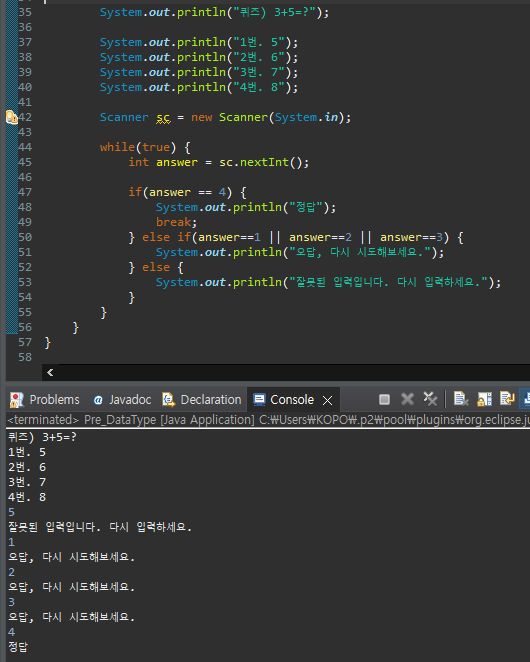 35 System.out.println("퀴즈) 3+5=?");
36
37 System.out.println("1번. 5");
38 System.out.println("2번. 6");
39 System.out.println("3번. 7");
40 System.out.println("4번. 8");
41
42 Scanner sc = new Scanner(System.in);
43
44 while(true) {
45 int answer = sc.nextInt();
46
47 if(answer == 4) {
48 System.out.println("정답");
49 break;
50 } else if(answer==1 || answer==2 || answer==3) {
51 System.out.println("오답, 다시 시도해보세요.");
52 } else {
53 System.out.println("잘못된 입력입니다. 다시 입력하세요.");
54 }
55 }
56 }
57 }
58
Problems Javadoc Declaration Console
<terminated> Pre_DataType [Java Application] C:₩Users₩KOPO₩.p2₩pool₩plugins₩org.eclipse.ju
퀴즈) 3+5=?
1번. 5
2번. 6
3번. 7
4번. 8
5
잘못된 입력입니다. 다시 입력하세요.
1
오답, 다시 시도해보세요.
2
오답, 다시 시도해보세요.
3
오답, 다시 시도해보세요.
4
정답